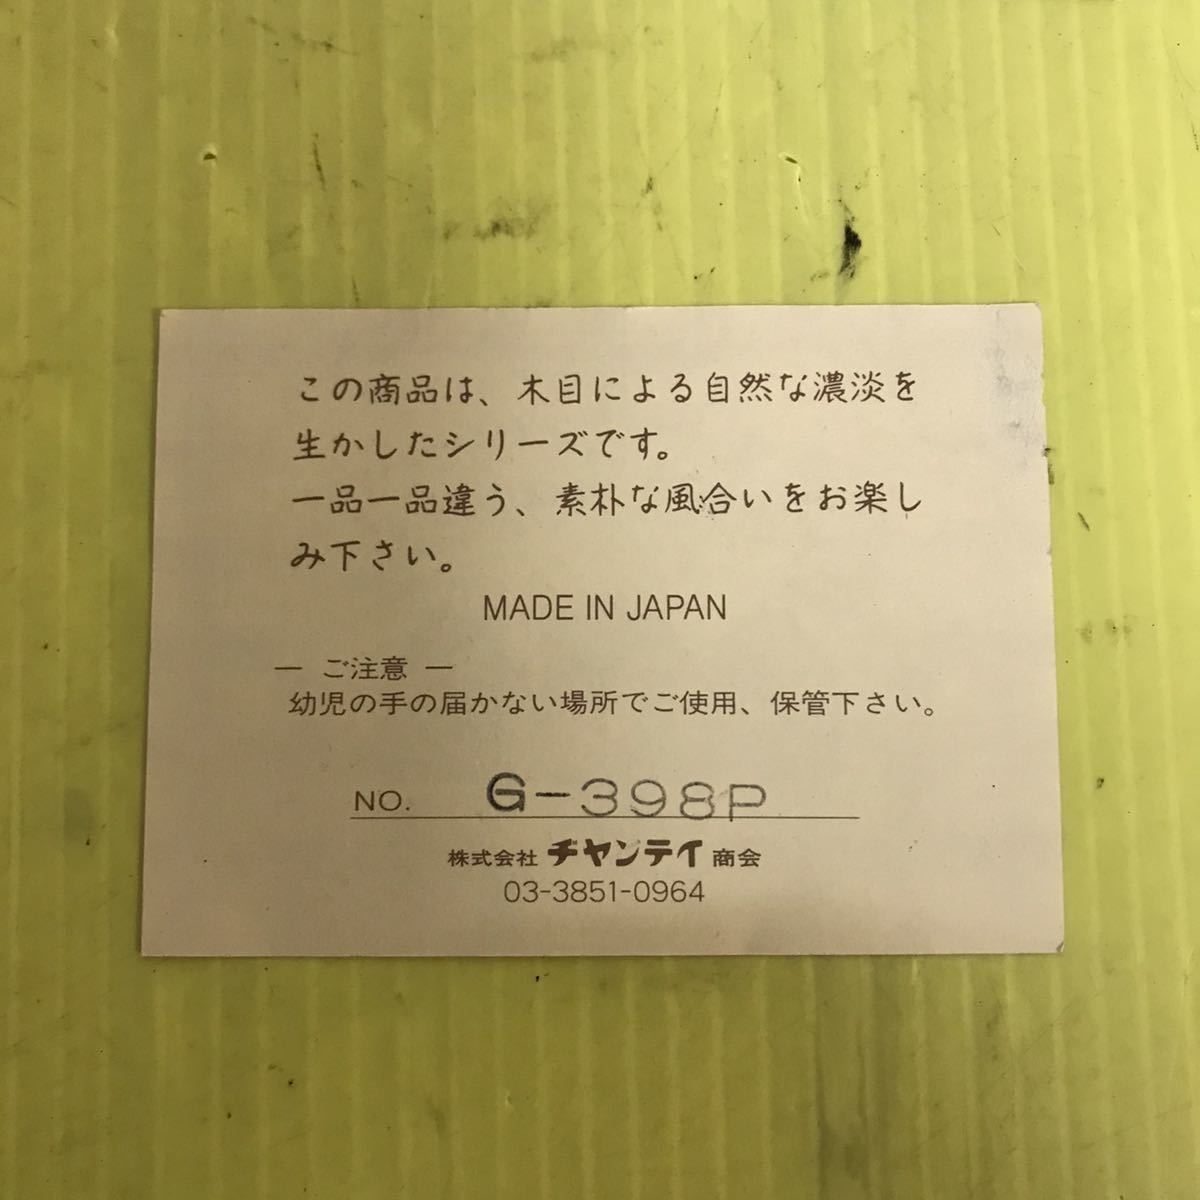 この商品は、木目による自然な濃淡を
生かしたシリーズです。
一品一品違う、素朴な風合いをお楽し
み下さい。
MADE IN JAPAN
― ご注意 ―
幼児の手の届かない場所でご使用、保管下さい。
NO. G-398P
株式会社 チヤンテイ 商会
03-3851-0964